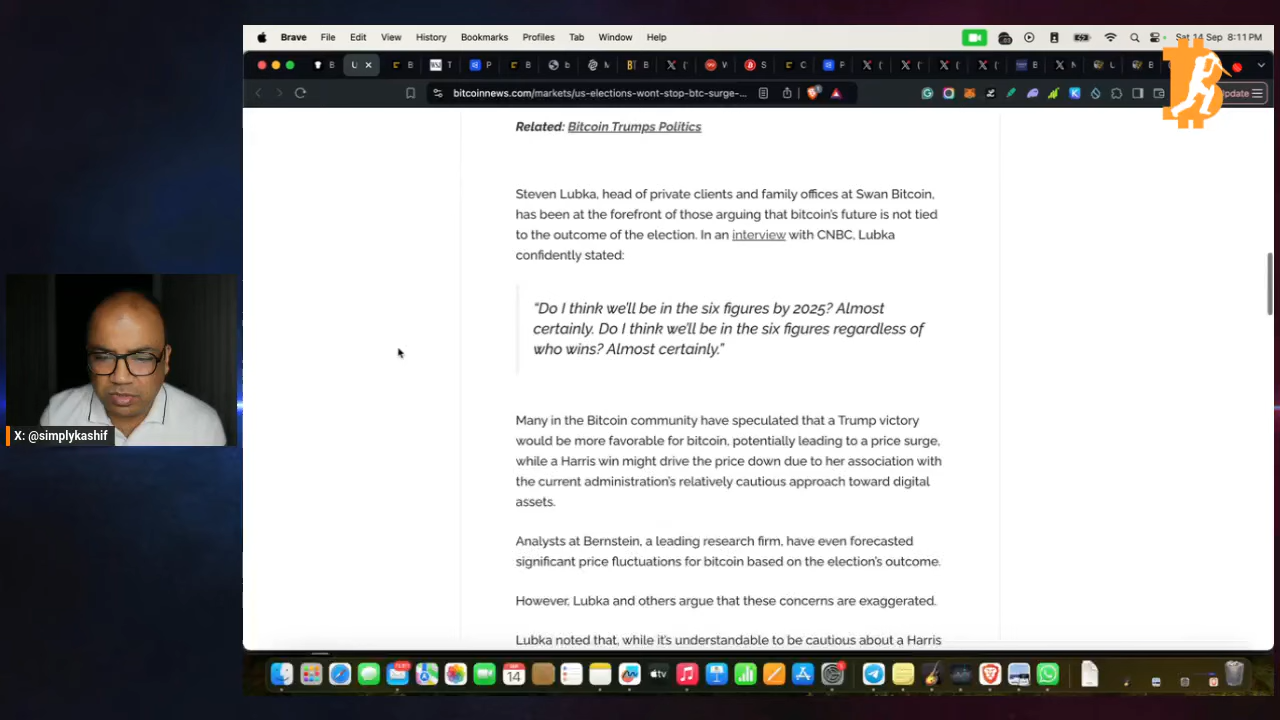 Brave File Edit View History Bookmarks Profiles Tab Window Help Sat 14 Sep 8:11 PM
bitcoinnews.com/markets/us-elections-wont-stop-btc-surge-...
Related: Bitcoin Trumps Politics
Steven Lubka, head of private clients and family offices at Swan Bitcoin,
has been at the forefront of those arguing that bitcoin's future is not tied
to the outcome of the election. In an interview with CNBC, Lubka
confidently stated:
"Do I think we'll be in the six figures by 2025? Almost
certainly. Do I think we'll be in the six figures regardless of
who wins? Almost certainly."
X: @simplykashif
Many in the Bitcoin community have speculated that a Trump victory
would be more favorable for bitcoin, potentially leading to a price surge,
while a Harris win might drive the price down due to her association with
the current administration's relatively cautious approach toward digital
assets.
Analysts at Bernstein, a leading research firm, have even forecasted
significant price fluctuations for bitcoin based on the election's outcome.
However, Lubka and others argue that these concerns are exaggerated.
Lubka noted that, while it's understandable to be cautious about a Harris